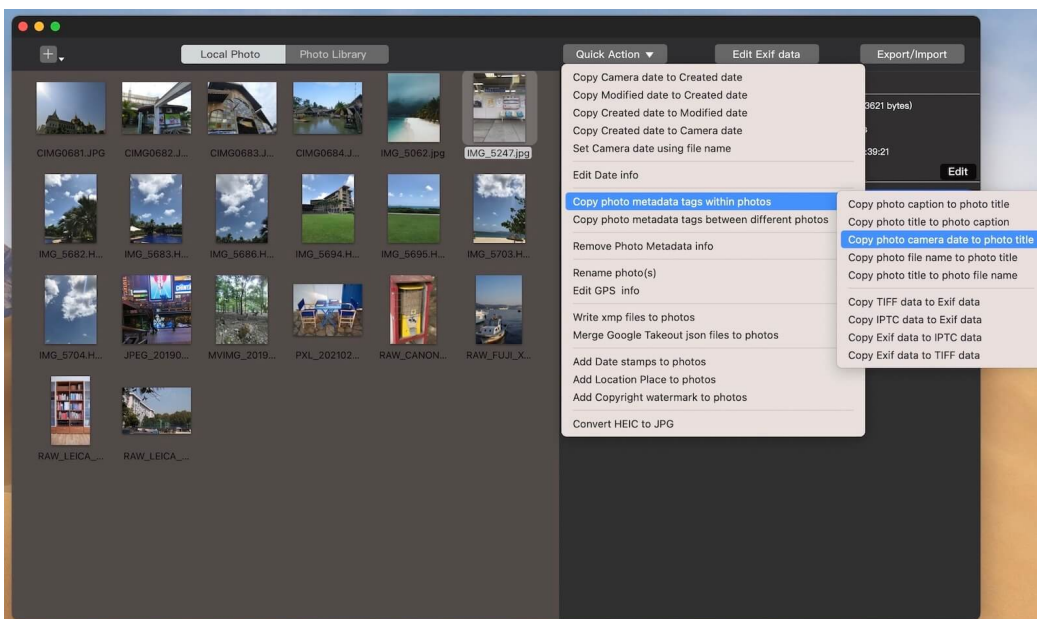 Local Photo
Photo Library
Quick Action ▼
Edit Exif data
Export/Import
CIMG0681.JPG
CIMG0682.J...
CIMG0683.J...
CIMG0684.J...
IMG_5062.jpg
IMG_5247.jpg
IMG_5682.H...
IMG_5683.H...
IMG_5686.H...
IMG_5694.H...
IMG_5695.H...
IMG_5703.H...
IMG_5704.H...
JPEG_20190...
MVIMG_2019...
PXL_202102...
RAW_CANON...
RAW_FUJI_X...
RAW_LEICA_...
RAW_LEICA_...
Copy Camera date to Created date
Copy Modified date to Created date
Copy Created date to Modified date
Copy Created date to Camera date
Set Camera date using file name
Edit Date info
Copy photo metadata tags within photos
Copy photo metadata tags between different photos
Remove Photo Metadata info
Rename photo(s)
Edit GPS info
Write xmp files to photos
Merge Google Takeout json files to photos
Add Date stamps to photos
Add Location Place to photos
Add Copyright watermark to photos
Convert HEIC to JPG
3621 bytes)
:39:21
Edit
Copy photo caption to photo title
Copy photo title to photo caption
Copy photo camera date to photo title
Copy photo file name to photo title
Copy photo title to photo file name
Copy TIFF data to Exif data
Copy IPTC data to Exif data
Copy Exif data to IPTC data
Copy Exif data to TIFF data